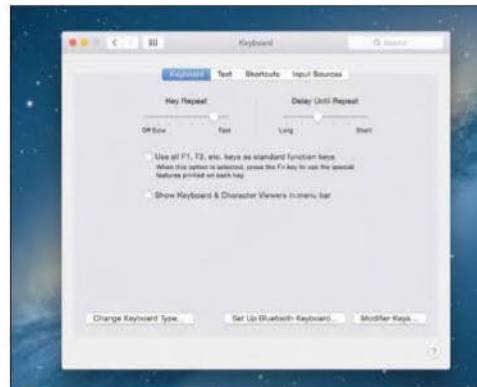 Keyboard
Search
Keyboard Text Shortcuts Input Sources
Key Repeat Delay Until Repeat
Off Slow Fast Long Short
Use all F1, F2, etc. keys as standard function keys
When this option is selected, press the Fn key to use the special
features printed on each key.
Show Keyboard & Character Viewers in menu bar
Change Keyboard Type... Set Up Bluetooth Keyboard... Modifier Keys...
?